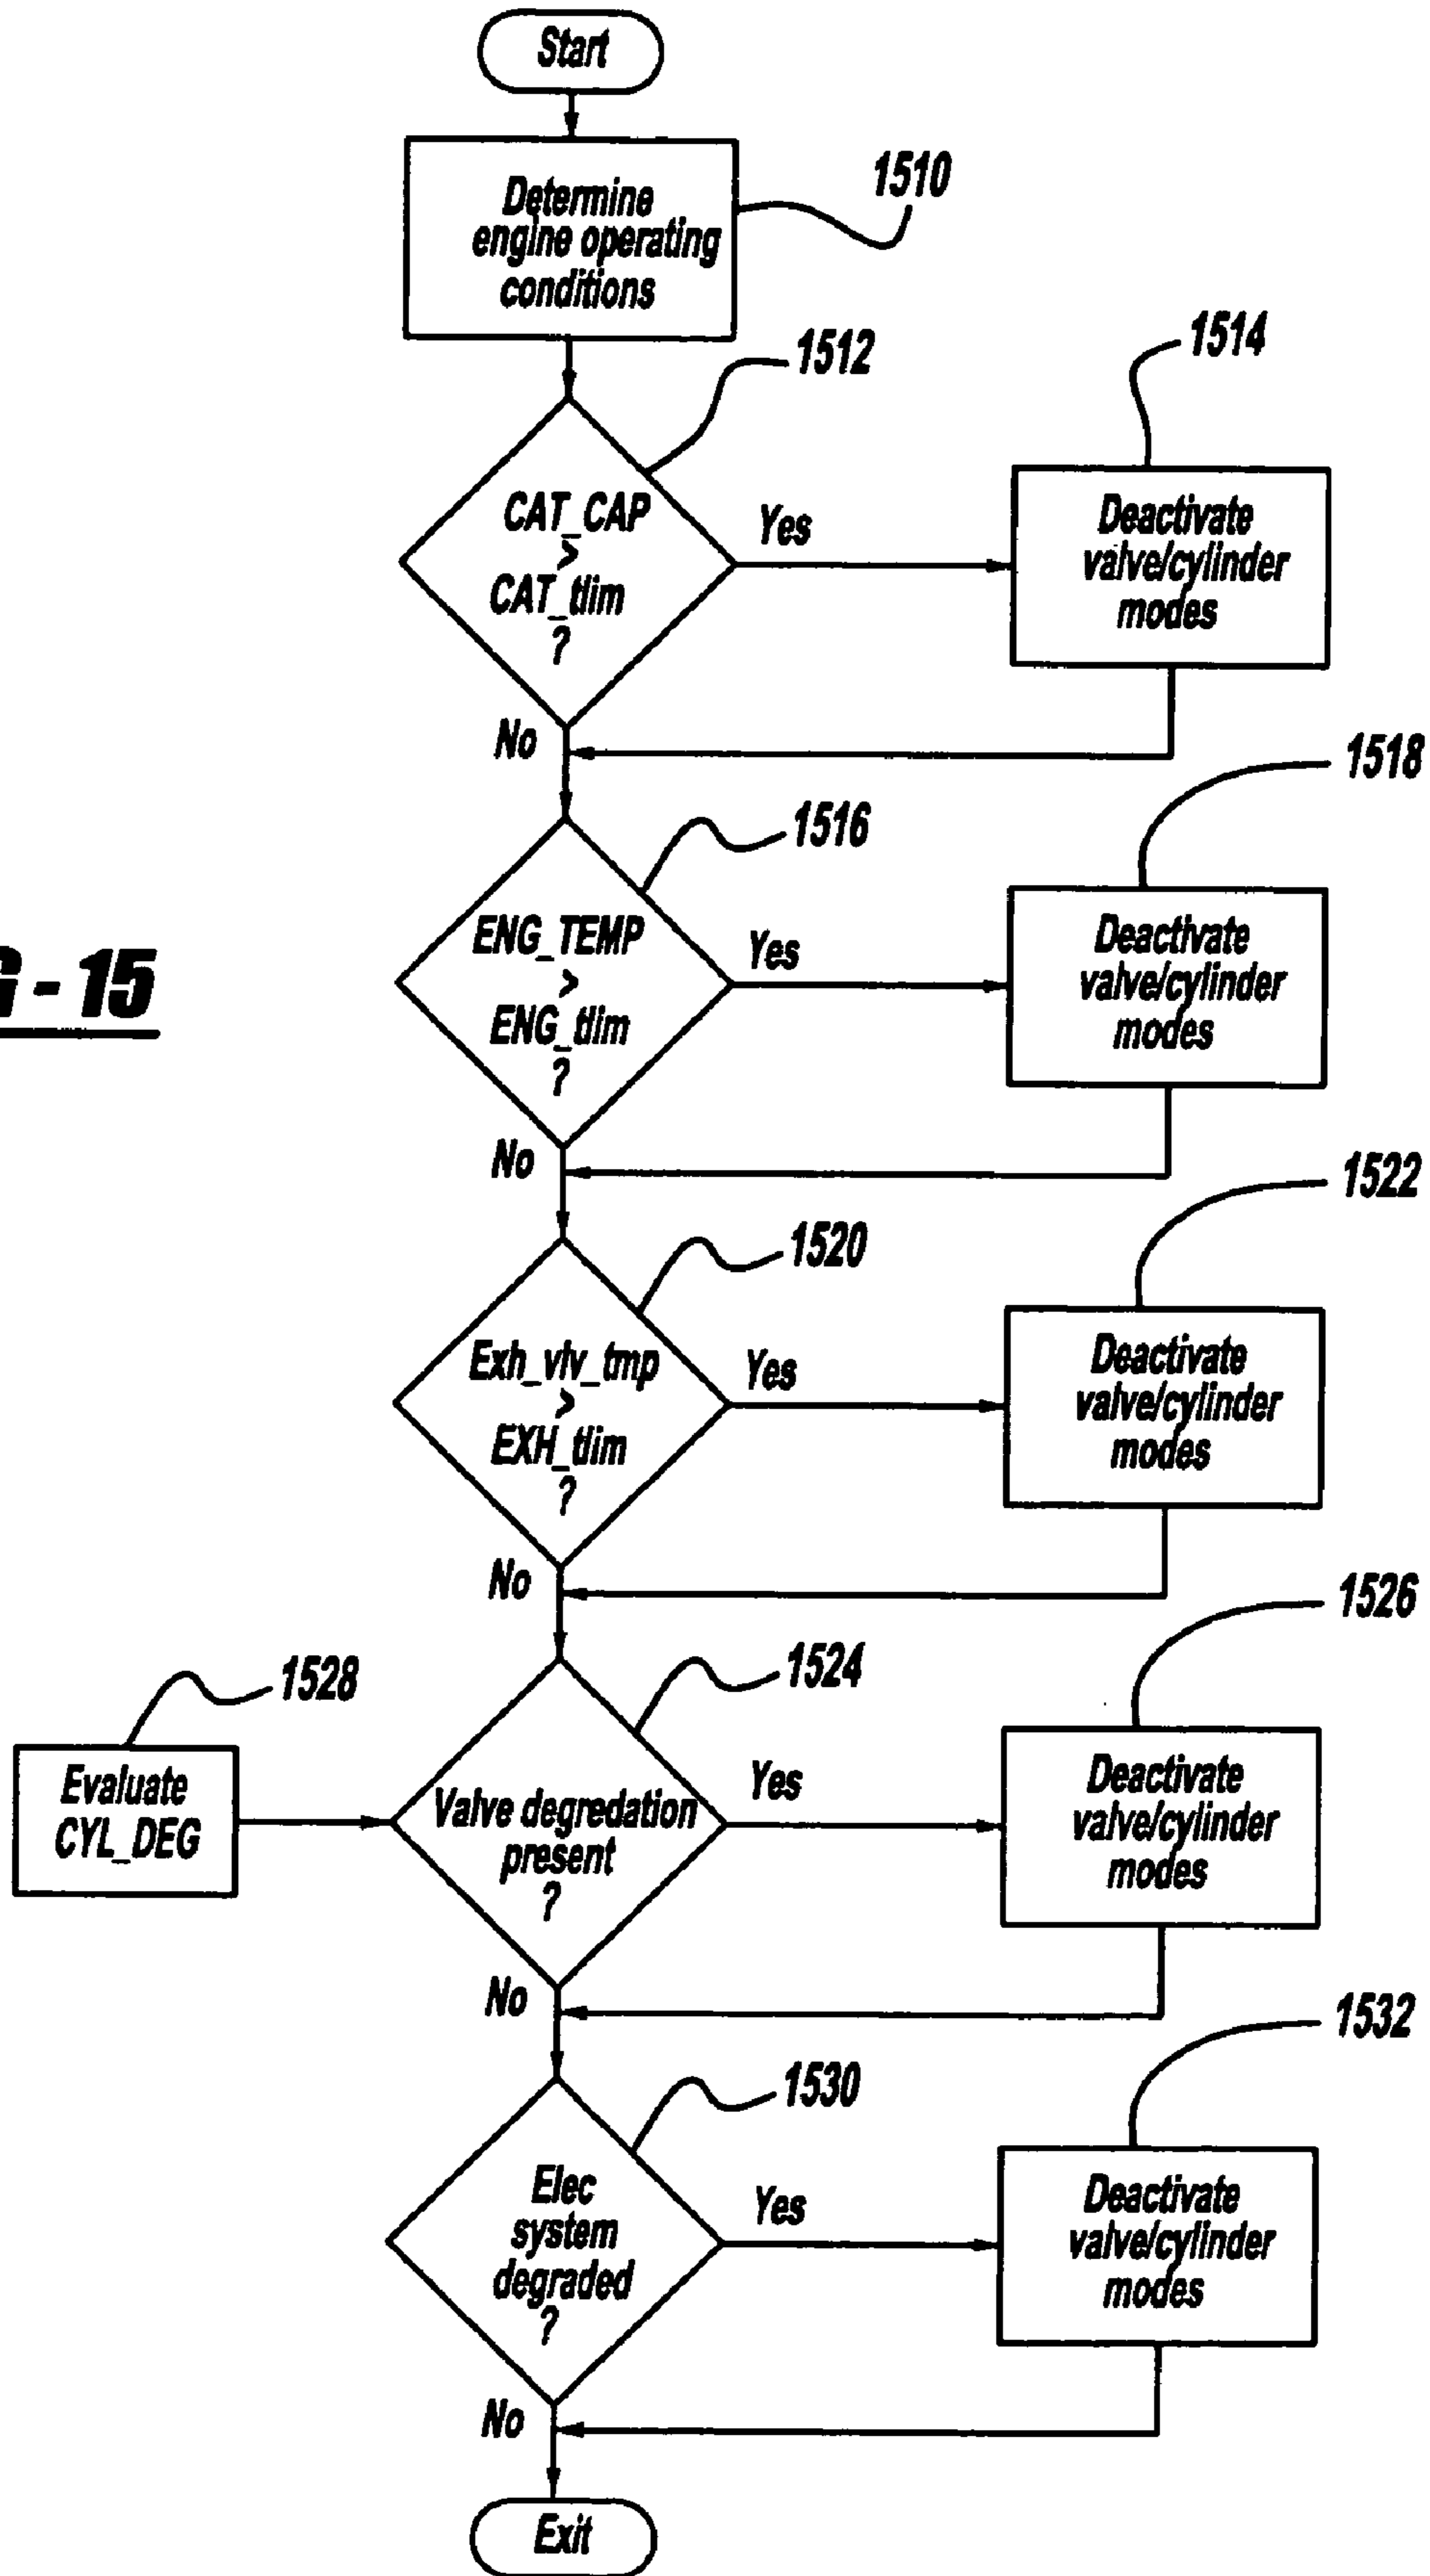 Start
Determine
engine operating
conditions
1510
1512
CAT_CAP
>
CAT_tlim
?
Yes
1514
Deactivate
valve/cylinder
modes
No
1516
ENG_TEMP
>
ENG_tlim
?
Yes
1518
Deactivate
valve/cylinder
modes
No
G - 15
1520
Exh_vlv_tmp
>
EXH_tlim
?
Yes
1522
Deactivate
valve/cylinder
modes
No
1528
Evaluate
CYL_DEG
1524
Valve degredation
present
?
Yes
1526
Deactivate
valve/cylinder
modes
No
1530
Elec
system
degraded
?
Yes
1532
Deactivate
valve/cylinder
modes
No
Exit